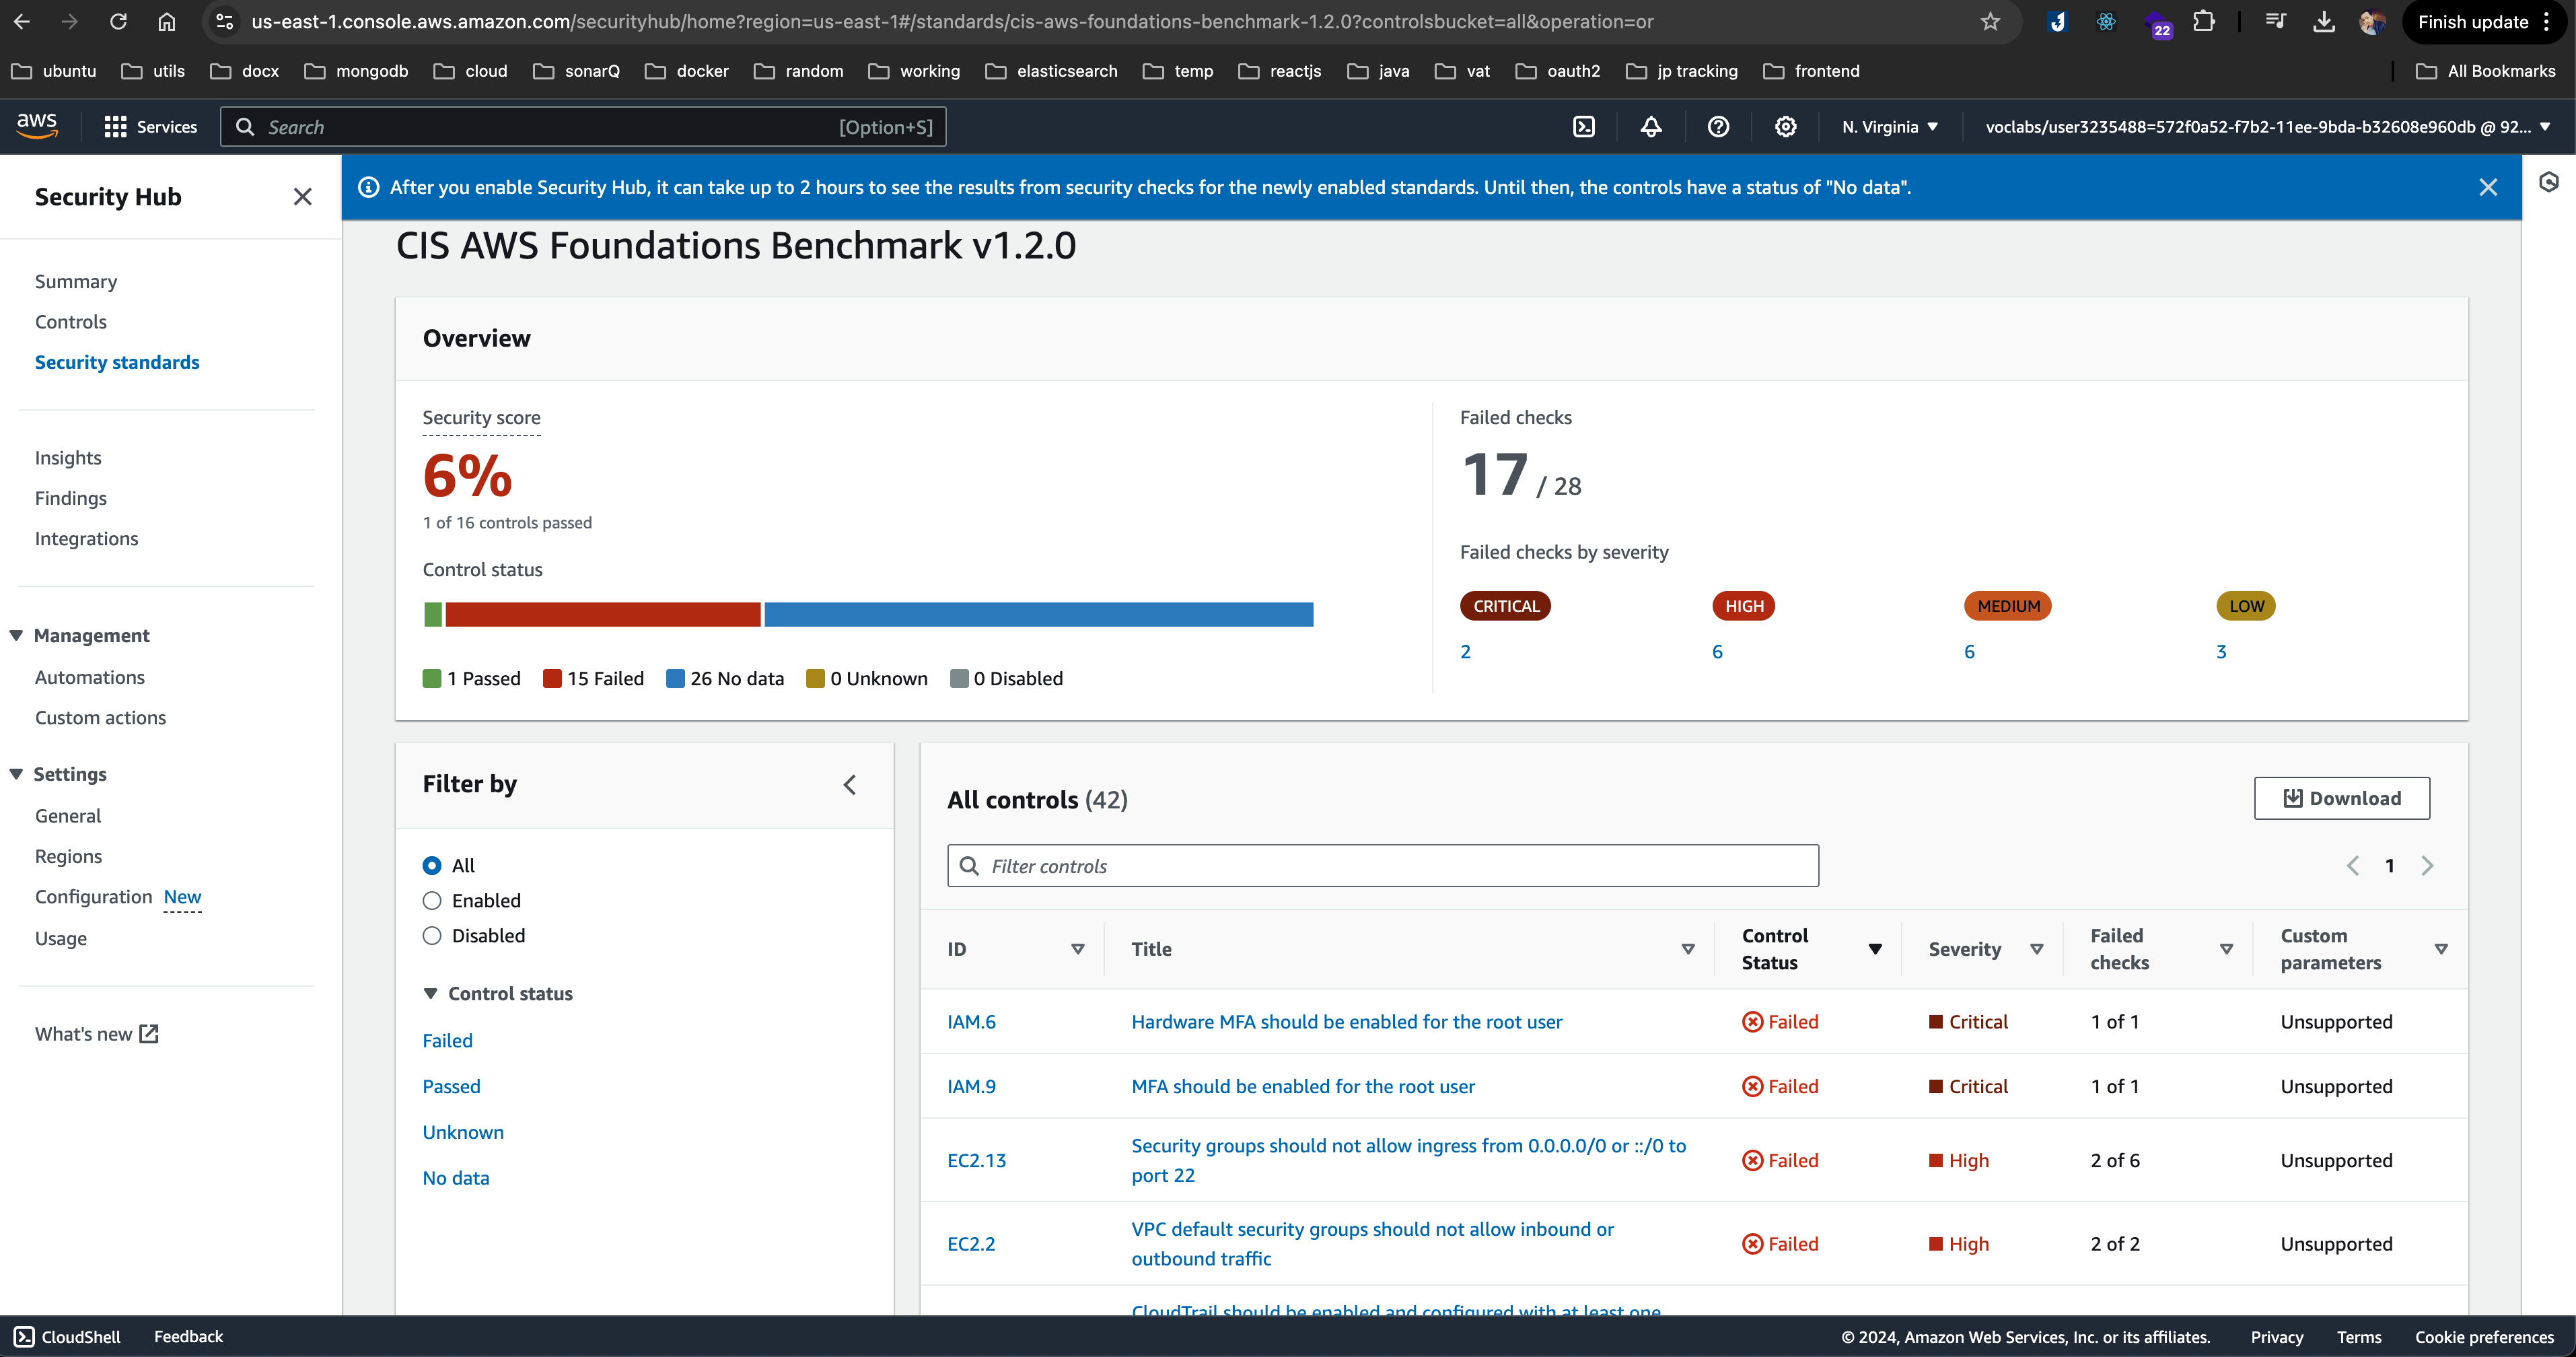 us-east-1.console.aws.amazon.com/securityhub/home?region=us-east-1#/standards/cis-aws-foundations-benchmark-1.2.0?controlsbucket=all&operation=or
22
Finish update
ubuntu utils docx mongodb cloud sonarQ docker random working elasticsearch temp reactjs java vat oauth2 jp tracking frontend All Bookmarks
aws Services Search [Option+S] N. Virginia voclabs/user3235488=572f0a52-f7b2-11ee-9bda-b32608e960db @ 92...
Security Hub
After you enable Security Hub, it can take up to 2 hours to see the results from security checks for the newly enabled standards. Until then, the controls have a status of "No data".
Summary
Controls
Security standards
Insights
Findings
Integrations
Management
Automations
Custom actions
Settings
General
Regions
Configuration New
Usage
What's new
CIS AWS Foundations Benchmark v1.2.0
Overview
Security score
6%
1 of 16 controls passed
Control status
1 Passed 15 Failed 26 No data 0 Unknown 0 Disabled
Failed checks
17 / 28
Failed checks by severity
CRITICAL HIGH MEDIUM LOW
2 6 6 3
Filter by
All
Enabled
Disabled
Control status
Failed
Passed
Unknown
No data
All controls (42)
Download
Filter controls
1
ID Title Control Status Severity Failed checks Custom parameters
IAM.6 Hardware MFA should be enabled for the root user Failed Critical 1 of 1 Unsupported
IAM.9 MFA should be enabled for the root user Failed Critical 1 of 1 Unsupported
EC2.13 Security groups should not allow ingress from 0.0.0.0/0 or ::/0 to port 22 Failed High 2 of 6 Unsupported
EC2.2 VPC default security groups should not allow inbound or outbound traffic Failed High 2 of 2 Unsupported
CloudTrail should be enabled and configured with at least one
CloudShell Feedback © 2024, Amazon Web Services, Inc. or its affiliates. Privacy Terms Cookie preferences